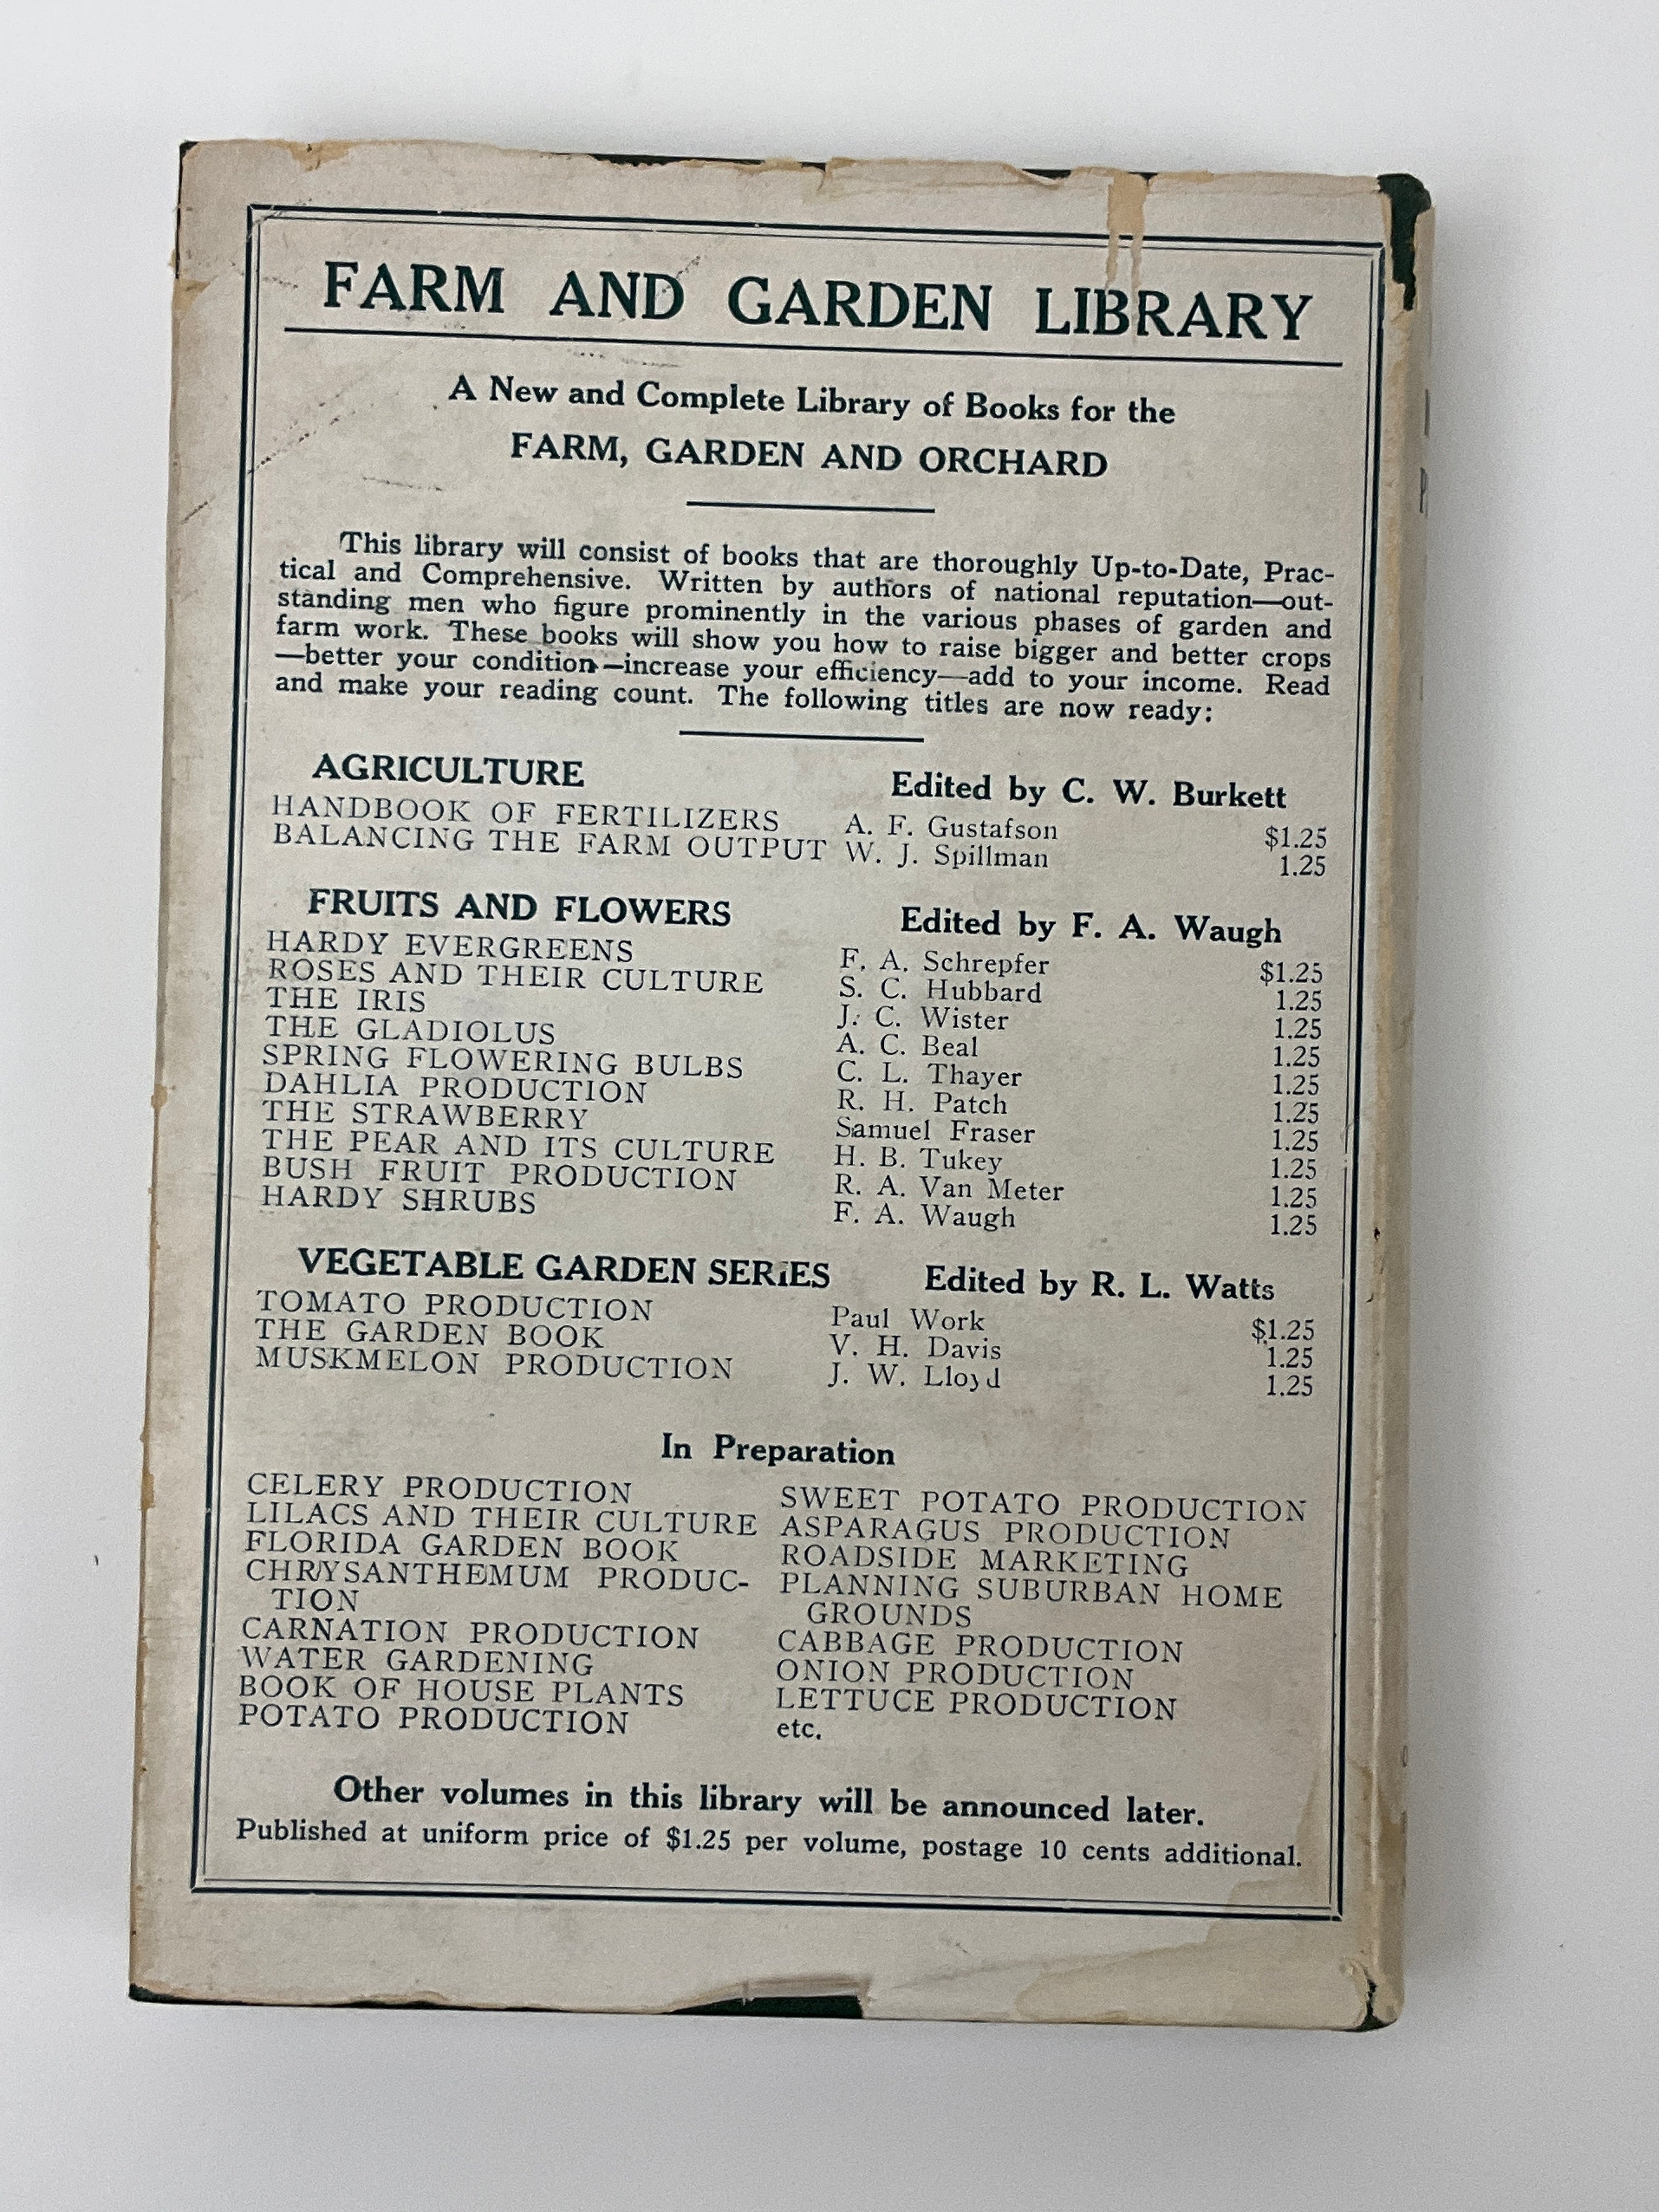 FARM AND GARDEN LIBRARY
A New and Complete Library of Books for the
FARM, GARDEN AND ORCHARD
This library will consist of books that are thoroughly Up-to-Date, Prac-
tical and Comprehensive. Written by authors of national reputation—out-
standing men who figure prominently in the various phases of garden and
farm work. These books will show you how to raise bigger and better crops
—better your condition—increase your efficiency—add to your income. Read
and make your reading count. The following titles are now ready:
AGRICULTURE Edited by C. W. Burkett
HANDBOOK OF FERTILIZERS A. F. Gustafson $1.25
BALANCING THE FARM OUTPUT W. J. Spillman 1.25
FRUITS AND FLOWERS Edited by F. A. Waugh
HARDY EVERGREENS F. A. Schrepfer $1.25
ROSES AND THEIR CULTURE S. C. Hubbard 1.25
THE IRIS J. C. Wister 1.25
THE GLADIOLUS A. C. Beal 1.25
SPRING FLOWERING BULBS C. L. Thayer 1.25
DAHLIA PRODUCTION R. H. Patch 1.25
THE STRAWBERRY Samuel Fraser 1.25
THE PEAR AND ITS CULTURE H. B. Tukey 1.25
BUSH FRUIT PRODUCTION R. A. Van Meter 1.25
HARDY SHRUBS F. A. Waugh 1.25
VEGETABLE GARDEN SERIES Edited by R. L. Watts
TOMATO PRODUCTION Paul Work $1.25
THE GARDEN BOOK V. H. Davis 1.25
MUSKMELON PRODUCTION J. W. Lloyd 1.25
In Preparation
CELERY PRODUCTION
LILACS AND THEIR CULTURE
FLORIDA GARDEN BOOK
CHRYSANTHEMUM PRODUC-
TION
CARNATION PRODUCTION
WATER GARDENING
BOOK OF HOUSE PLANTS
POTATO PRODUCTION
SWEET POTATO PRODUCTION
ASPARAGUS PRODUCTION
ROADSIDE MARKETING
PLANNING SUBURBAN HOME
GROUNDS
CABBAGE PRODUCTION
ONION PRODUCTION
LETTUCE PRODUCTION
etc.
Other volumes in this library will be announced later.
Published at uniform price of $1.25 per volume, postage 10 cents additional.